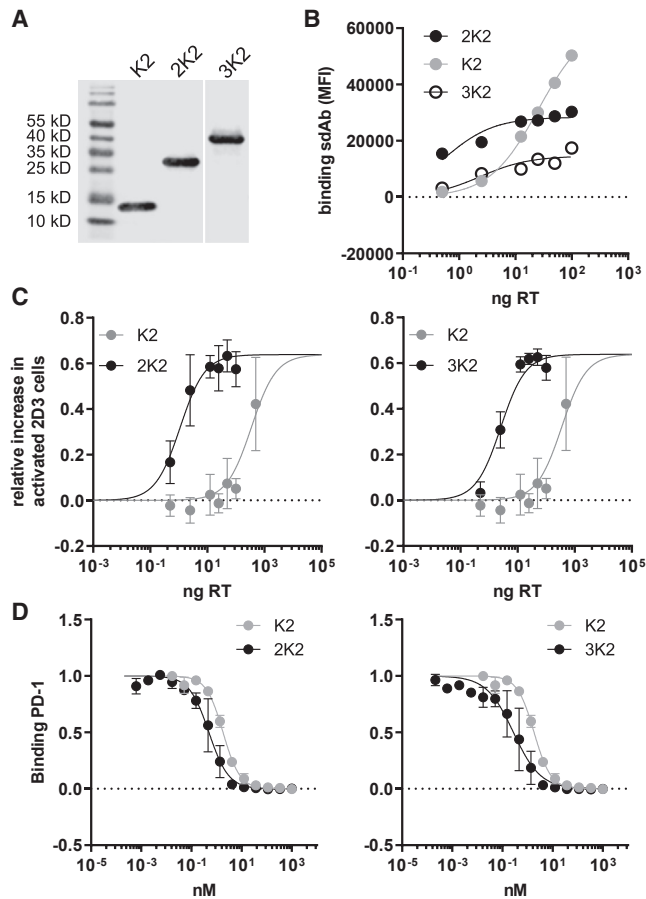 A
K2
2K2
3K2
55 kD
40 kD
35 kD
25 kD
15 kD
10 kD
B
2K2
K2
3K2
binding sdAb (MFI)
60000
40000
20000
0
-20000
10-1
100
101
102
103
ng RT
C
K2
2K2
relative increase in
activated 2D3 cells
0.8
0.6
0.4
0.2
0.0
-0.2
10-3
10-1
101
103
105
ng RT
K2
3K2
0.8
0.6
0.4
0.2
0.0
-0.2
10-3
10-1
101
103
105
ng RT
D
K2
2K2
Binding PD-1
1.5
1.0
0.5
0.0
-0.5
10-5
10-3
10-1
101
103
nM
K2
3K2
1.5
1.0
0.5
0.0
-0.5
10-5
10-3
10-1
101
103
nM